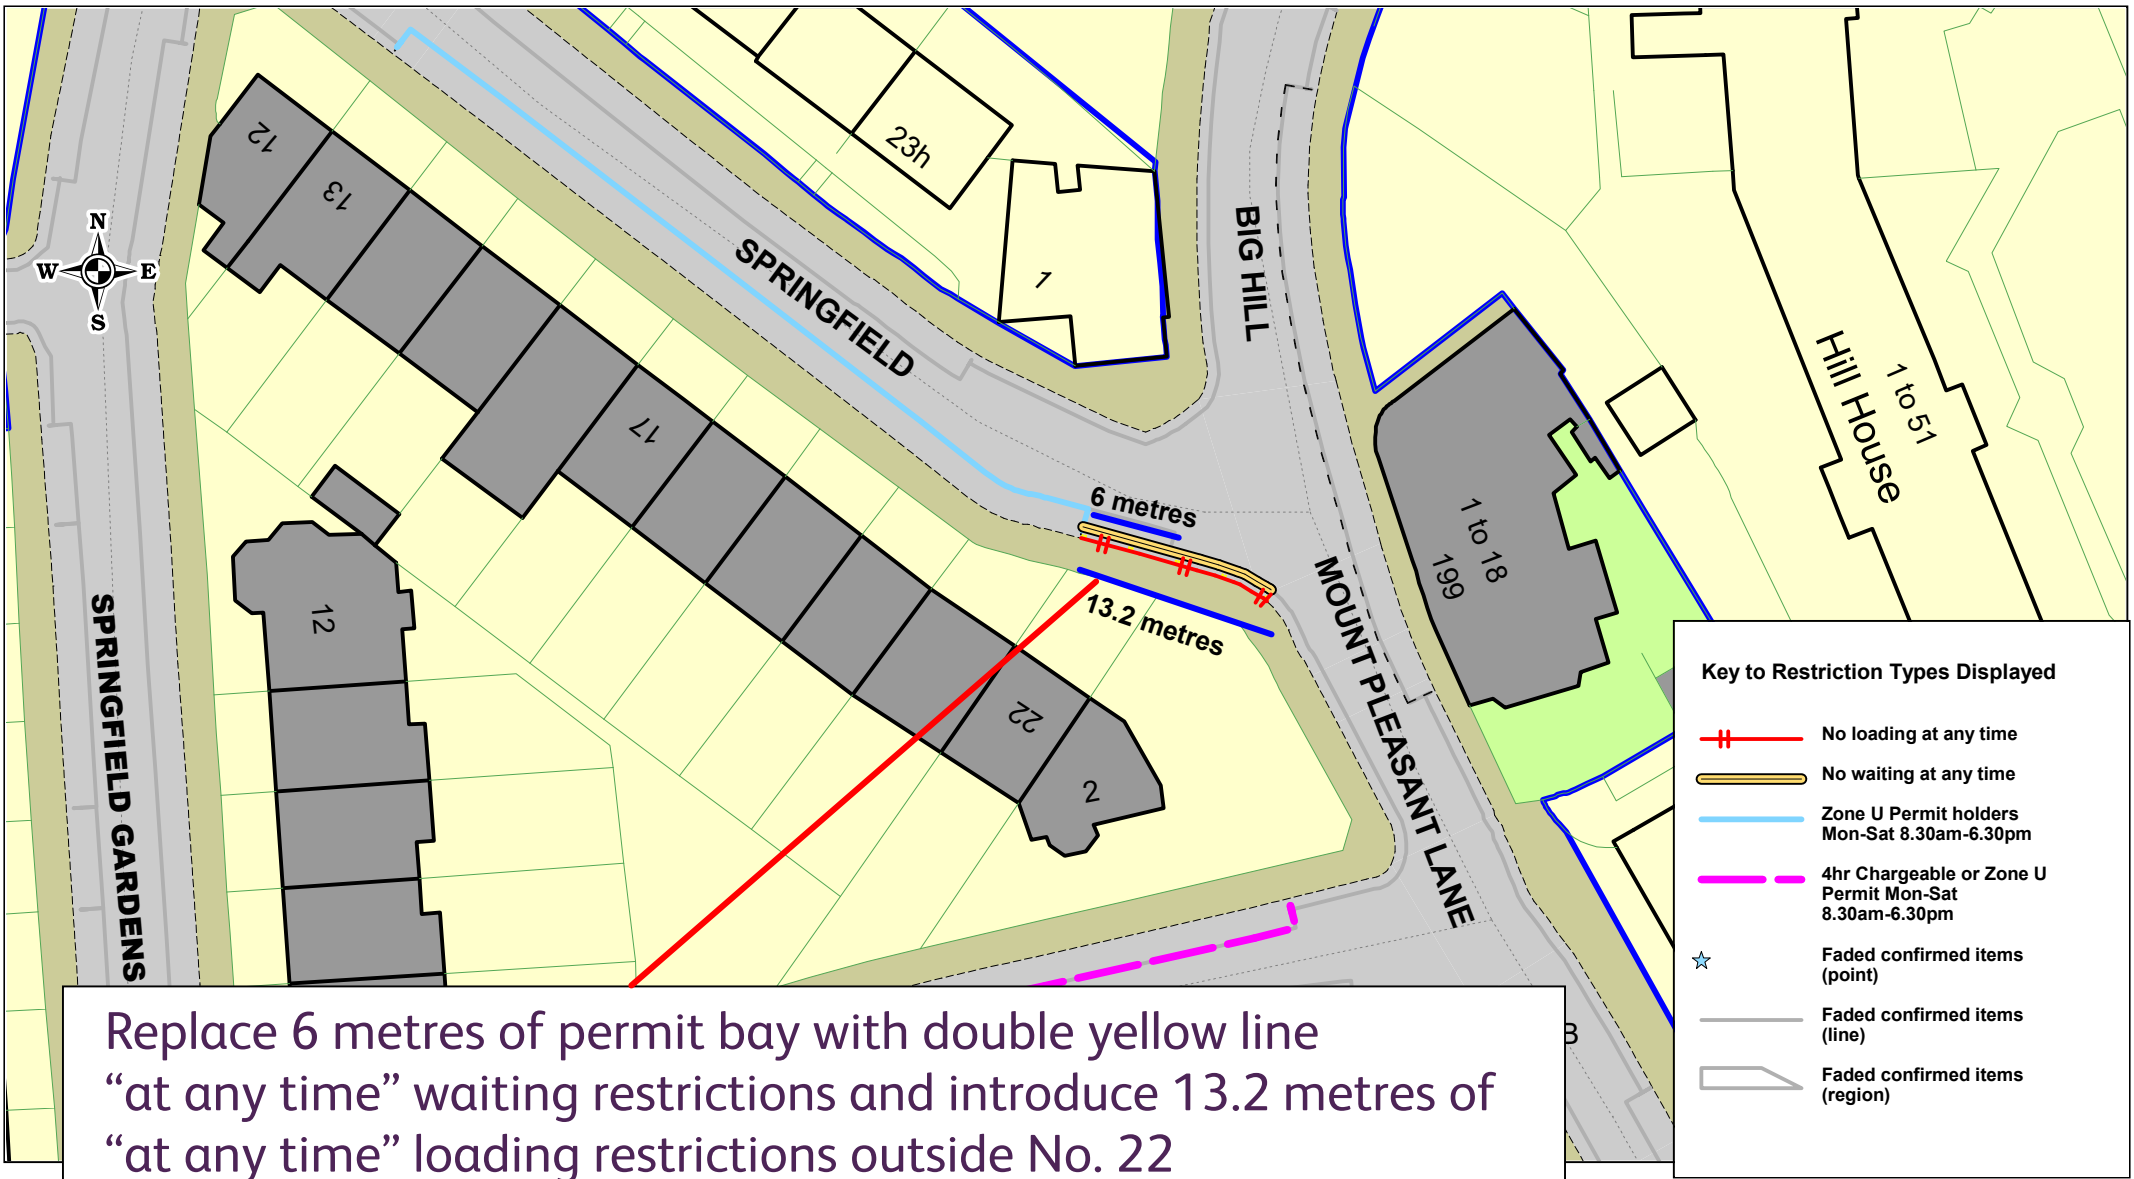 12
13
23h
1
SPRINGFIELD
BIG HILL
N
W E
S
17
Hill House
1 to 51
6 metres
1 to 18
199
13.2 metres
12
SPRINGFIELD GARDENS
MOUNT PLEASANT LANE
22
2
B
Key to Restriction Types Displayed
No loading at any time
No waiting at any time
Zone U Permit holders
Mon-Sat 8.30am-6.30pm
4hr Chargeable or Zone U
Permit Mon-Sat
8.30am-6.30pm
Faded confirmed items
(point)
Faded confirmed items
(line)
Faded confirmed items
(region)
Replace 6 metres of permit bay with double yellow line
“at any time” waiting restrictions and introduce 13.2 metres of
“at any time” loading restrictions outside No. 22